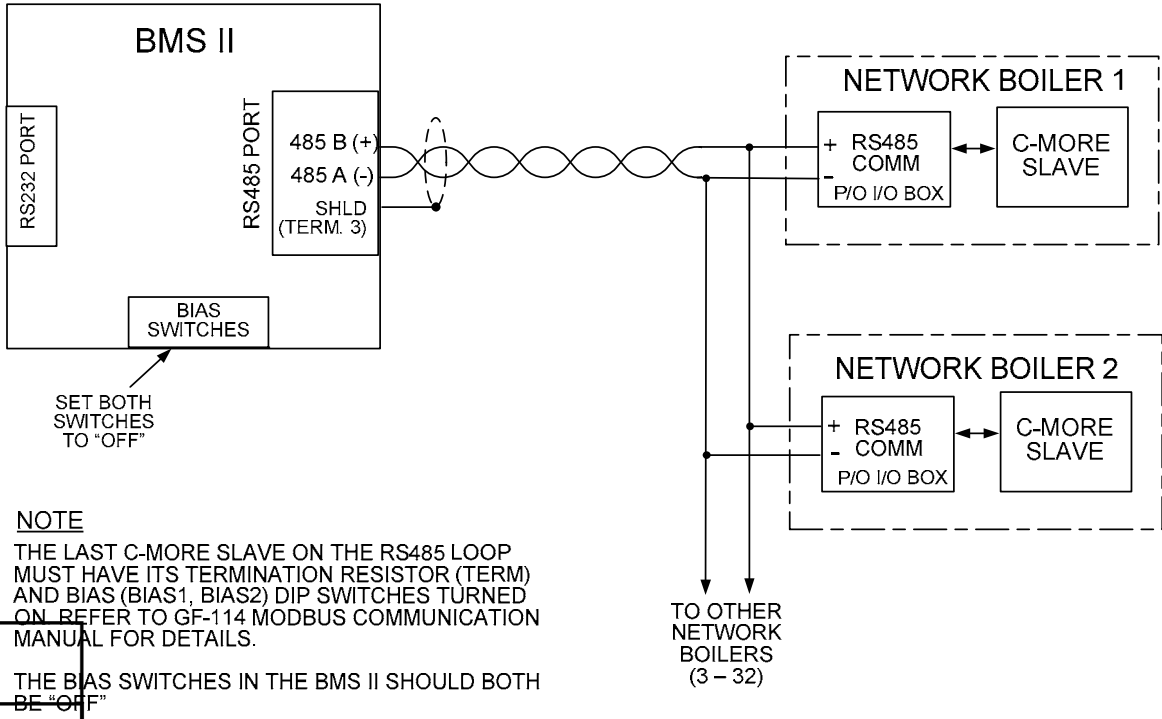 BMS II
RS232 PORT
RS485 PORT
485 B (+)
485 A (-)
SHLD
(TERM. 3)
BIAS
SWITCHES
SET BOTH
SWITCHES
TO “OFF”
NETWORK BOILER 1
+ RS485
- COMM
P/O I/O BOX
C-MORE
SLAVE
NETWORK BOILER 2
+ RS485
- COMM
P/O I/O BOX
C-MORE
SLAVE
TO OTHER
NETWORK
BOILERS
(3 – 32)
NOTE
THE LAST C-MORE SLAVE ON THE RS485 LOOP
MUST HAVE ITS TERMINATION RESISTOR (TERM)
AND BIAS (BIAS1, BIAS2) DIP SWITCHES TURNED
ON. REFER TO GF-114 MODBUS COMMUNICATION
MANUAL FOR DETAILS.
THE BIAS SWITCHES IN THE BMS II SHOULD BOTH
BE “OFF”